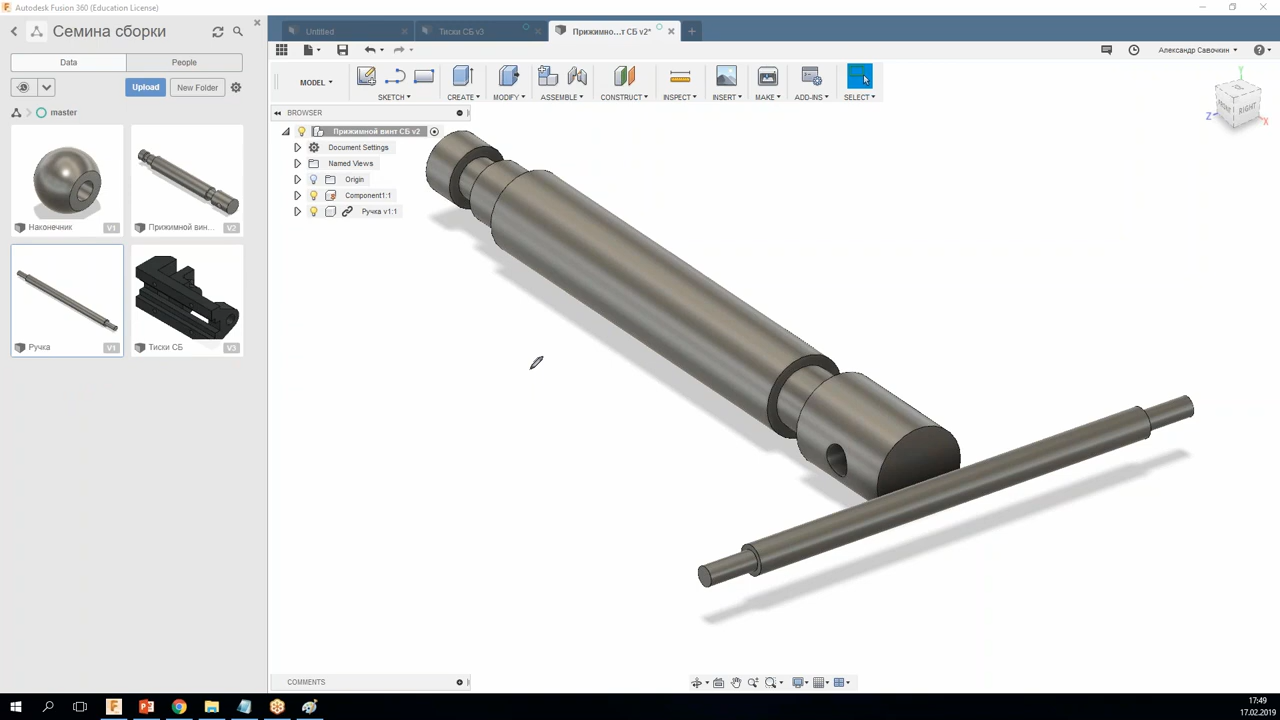 Autodesk Fusion 360 (Education License)
Семина сборки
Untitled
Тиски СБ v3
Прижимно...т СБ v2*
Data
People
Александр Савочкин
MODEL
SKETCH
CREATE
MODIFY
ASSEMBLE
CONSTRUCT
INSPECT
INSERT
MAKE
ADD-INS
SELECT
Upload
New Folder
master
BROWSER
Прижимной винт СБ v2
Document Settings
Named Views
Origin
Component1:1
Ручка v1:1
FRONT
RIGHT
Y
Z
X
Наконечник
V1
Прижимной вин...
V2
Ручка
V1
Тиски СБ
V3
COMMENTS
17:49
17.02.2019